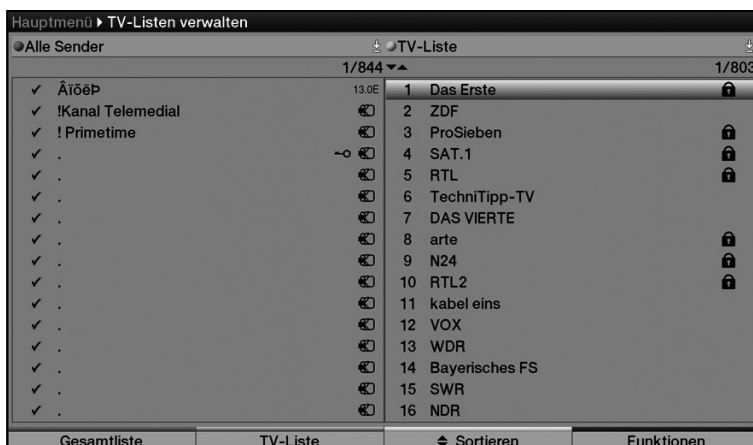 Hauptmenü TV-Listen verwalten
Alle Sender
TV-Liste
1/844
1/803
Âïõëþ 13.0E
!Kanal Telemedial
! Primetime
.
.
.
.
.
.
.
.
.
.
.
.
.
1 Das Erste
2 ZDF
3 ProSieben
4 SAT.1
5 RTL
6 TechniTipp-TV
7 DAS VIERTE
8 arte
9 N24
10 RTL2
11 kabel eins
12 VOX
13 WDR
14 Bayerisches FS
15 SWR
16 NDR
Gesamtliste TV-Liste Sortieren Funktionen